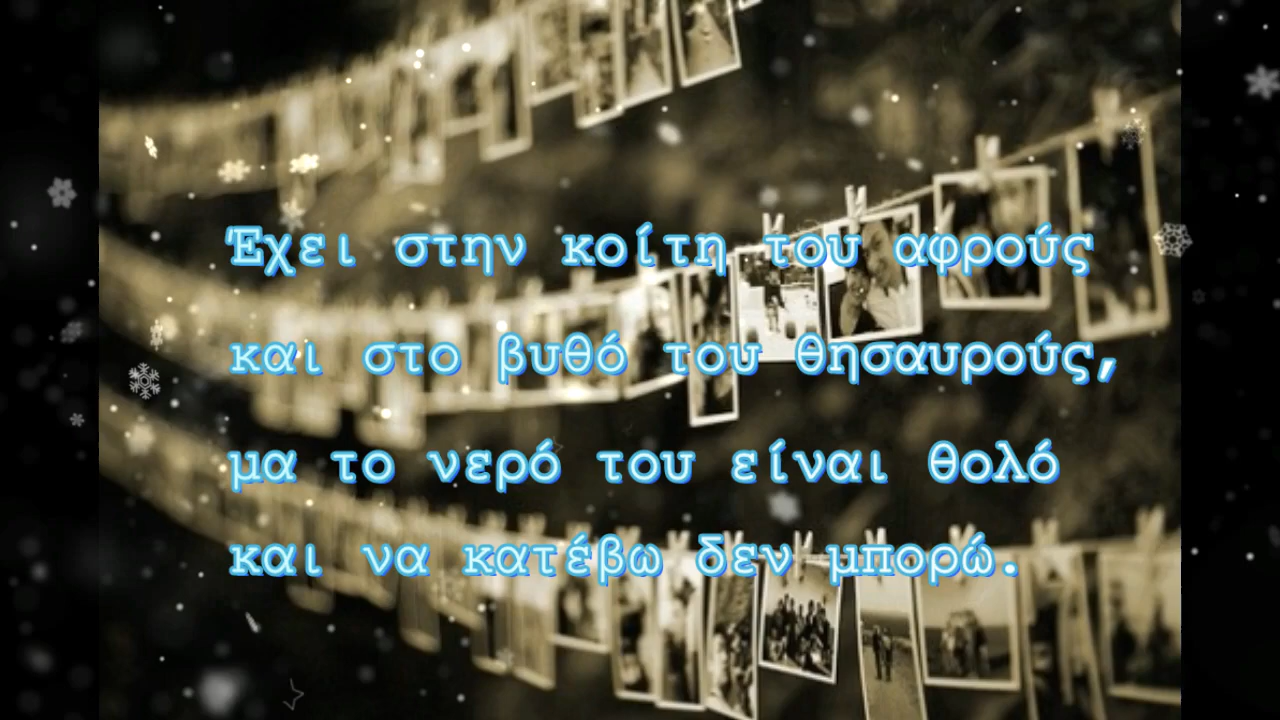 Έχει στην κοίτη του αφρούς
και στο βυθό του θησαυρούς,
μα το νερό του είναι θολό
και να κατέβω δεν μπορώ.